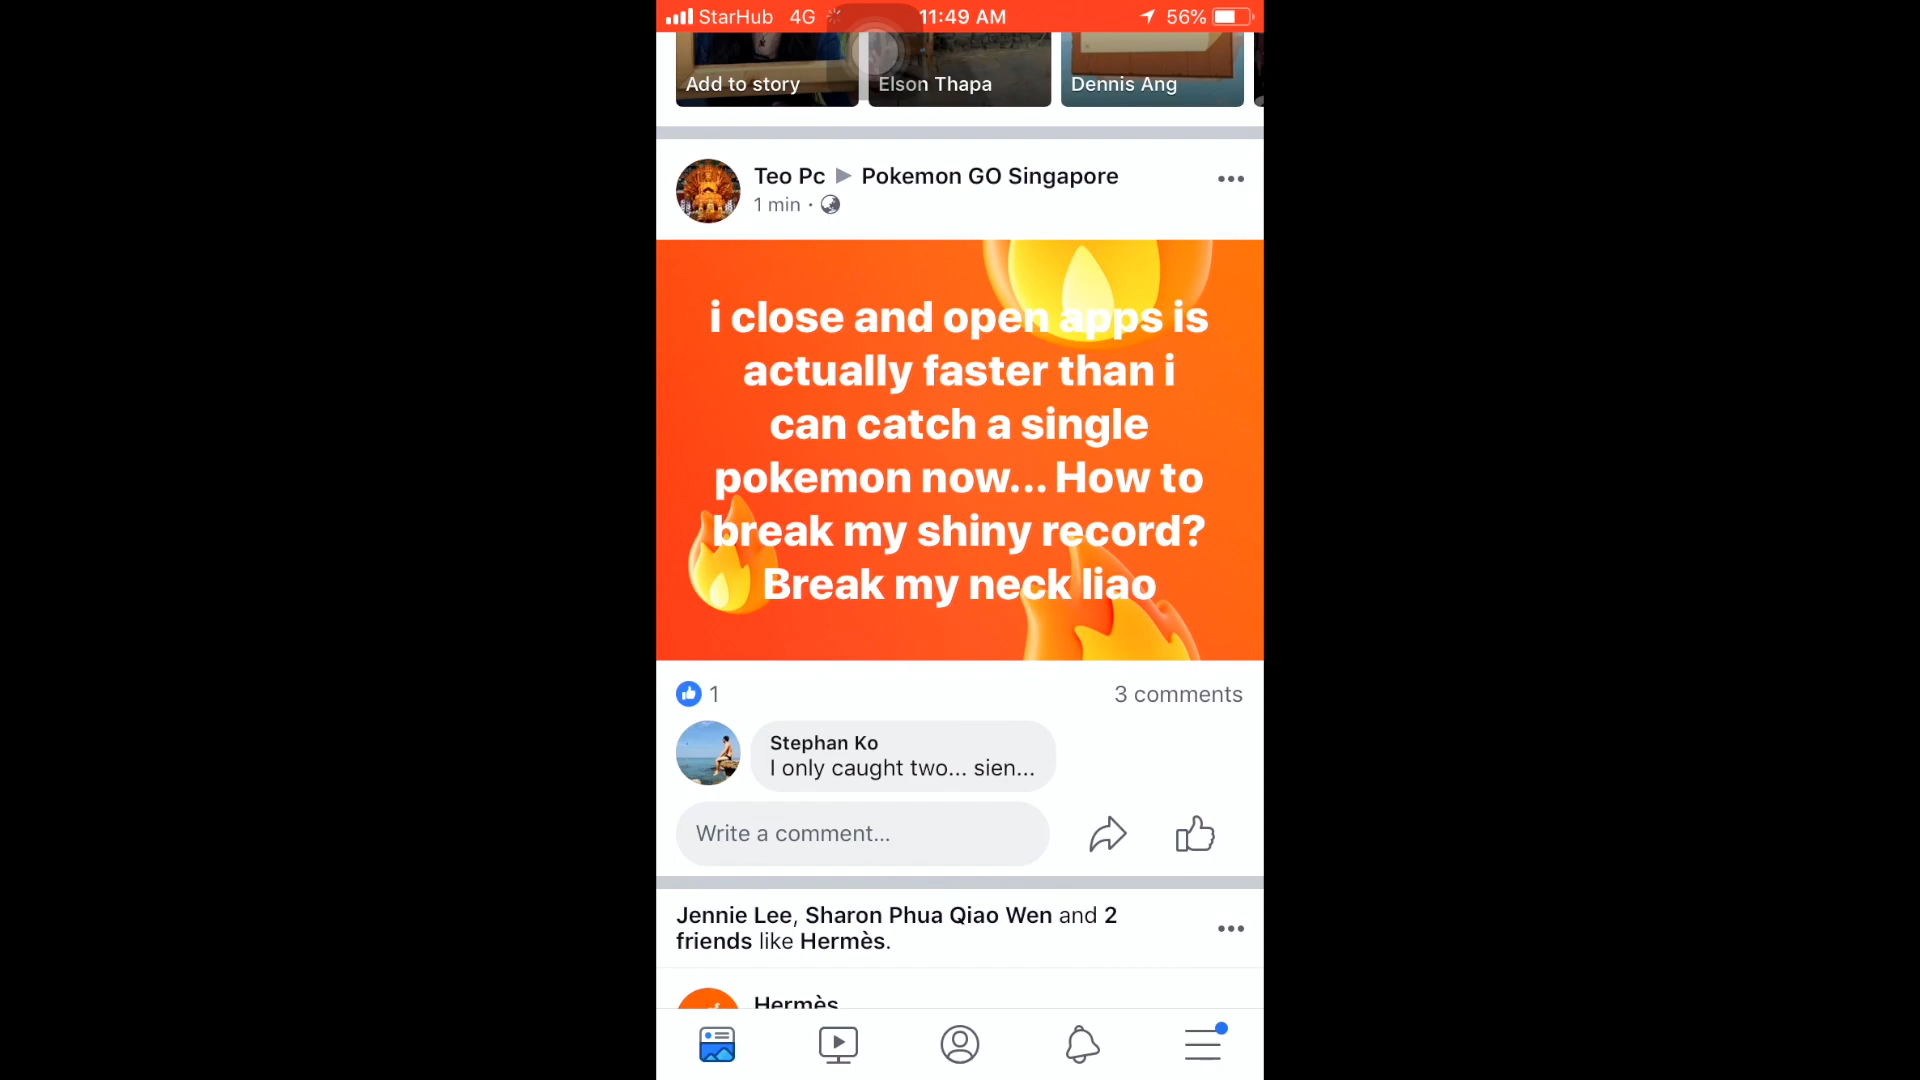 StarHub 4G 11:49 AM 56%
Add to story
Elson Thapa
Dennis Ang
Teo Pc ▶ Pokemon GO Singapore
1 min ·
i close and open apps is
actually faster than i
can catch a single
pokemon now... How to
break my shiny record?
Break my neck liao
1
3 comments
Stephan Ko
I only caught two... sien...
Write a comment...
Jennie Lee, Sharon Phua Qiao Wen and 2
friends like Hermès.
Hermès